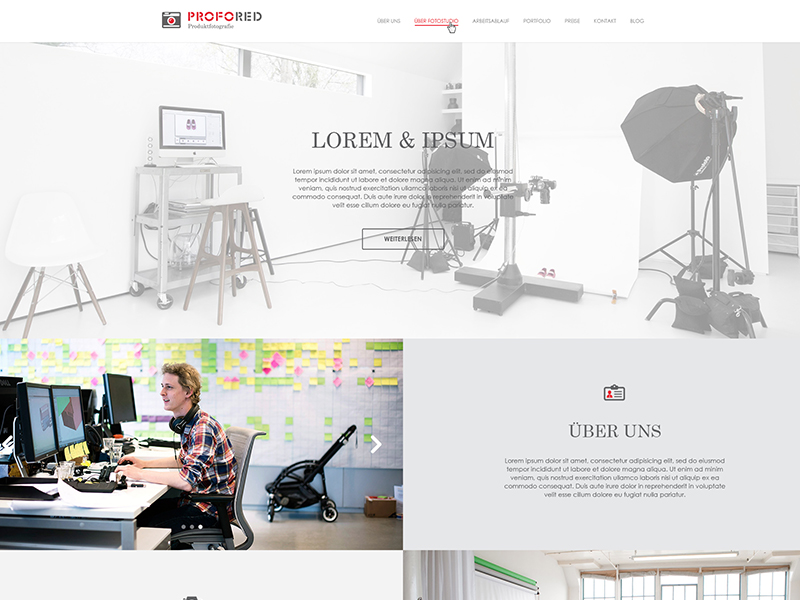 PROFORED
Produktfotografie
ÜBER UNS
ÜBER FOTOSTUDIO
ARBEITSABLAUF
PORTFOLIO
PREISE
KONTAKT
BLOG
LOREM & IPSUM
Lorem ipsum dolor sit amet, consectetur adipisicing elit, sed do eiusmod
tempor incididunt ut labore et dolore magna aliqua. Ut enim ad minim
veniam, quis nostrud exercitation ullamco laboris nisi ut aliquip ex ea commodo
consequat. Duis aute irure dolor in reprehenderit in voluptate
velit esse cillum dolore eu fugiat nulla pariatur.
WEITERLESEN
ÜBER UNS
Lorem ipsum dolor sit amet, consectetur adipisicing elit, sed do eiusmod
tempor incididunt ut labore et dolore magna aliqua. Ut enim ad minim
veniam, quis nostrud exercitation ullamco laboris nisi ut aliquip ex ea commodo
consequat. Duis aute irure dolor in reprehenderit in voluptate
velit esse cillum dolore eu fugiat nulla pariatur.